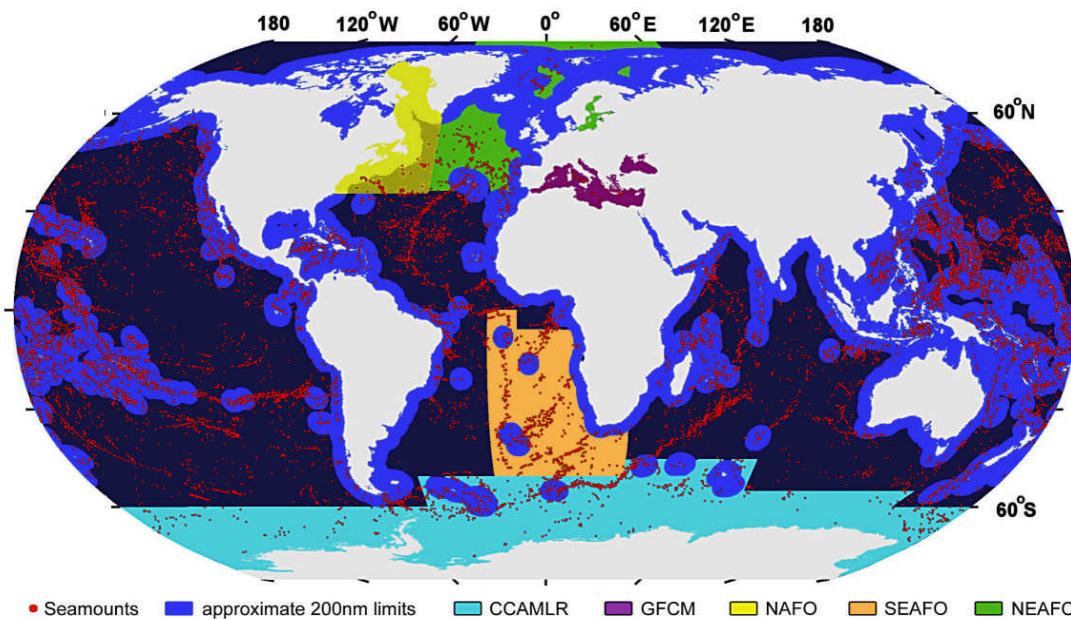 180 120°W 60°W 0° 60°E 120°E 180
60°N
60°S
Seamounts approximate 200nm limits CCAMLR GFCM NAFO SEAFO NEAFC